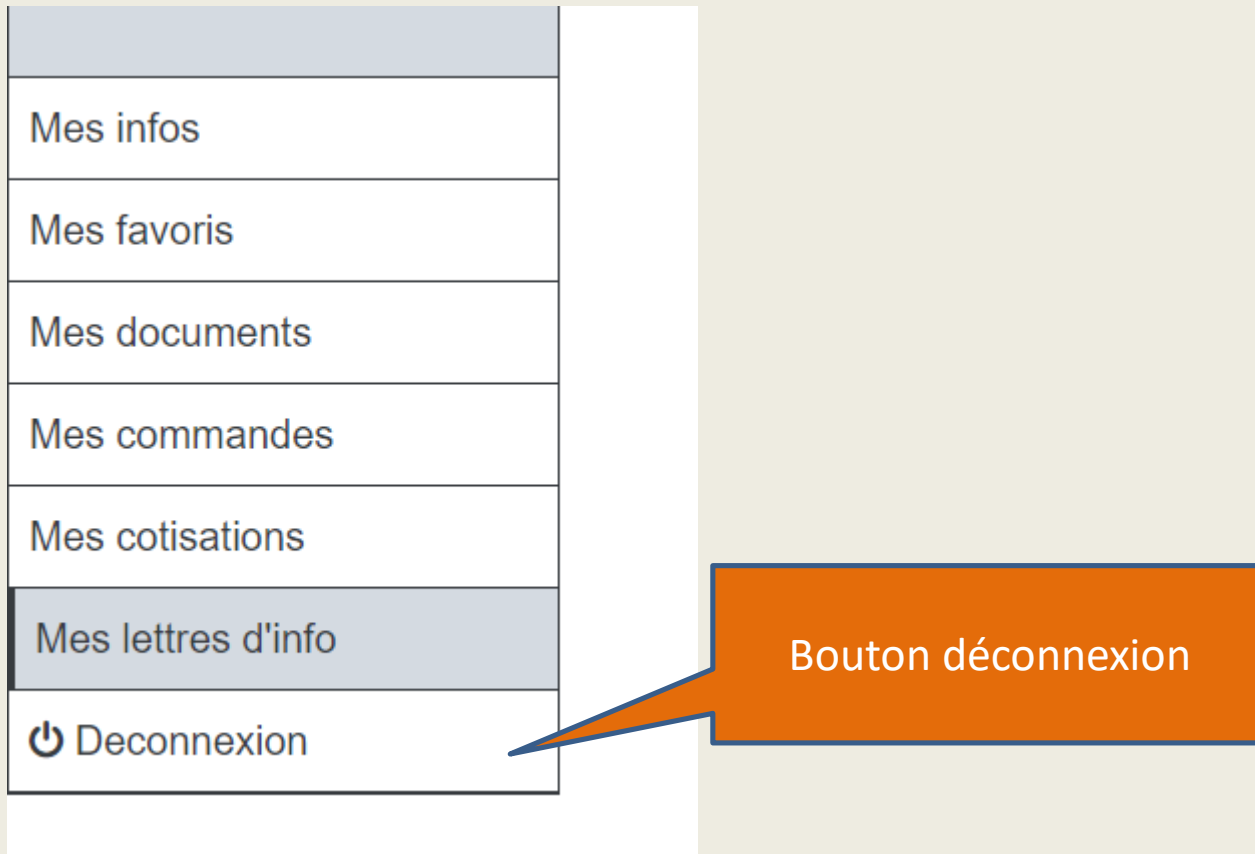 Mes infos
Mes favoris
Mes documents
Mes commandes
Mes cotisations
Mes lettres d'info
Deconnexion
Bouton déconnexion